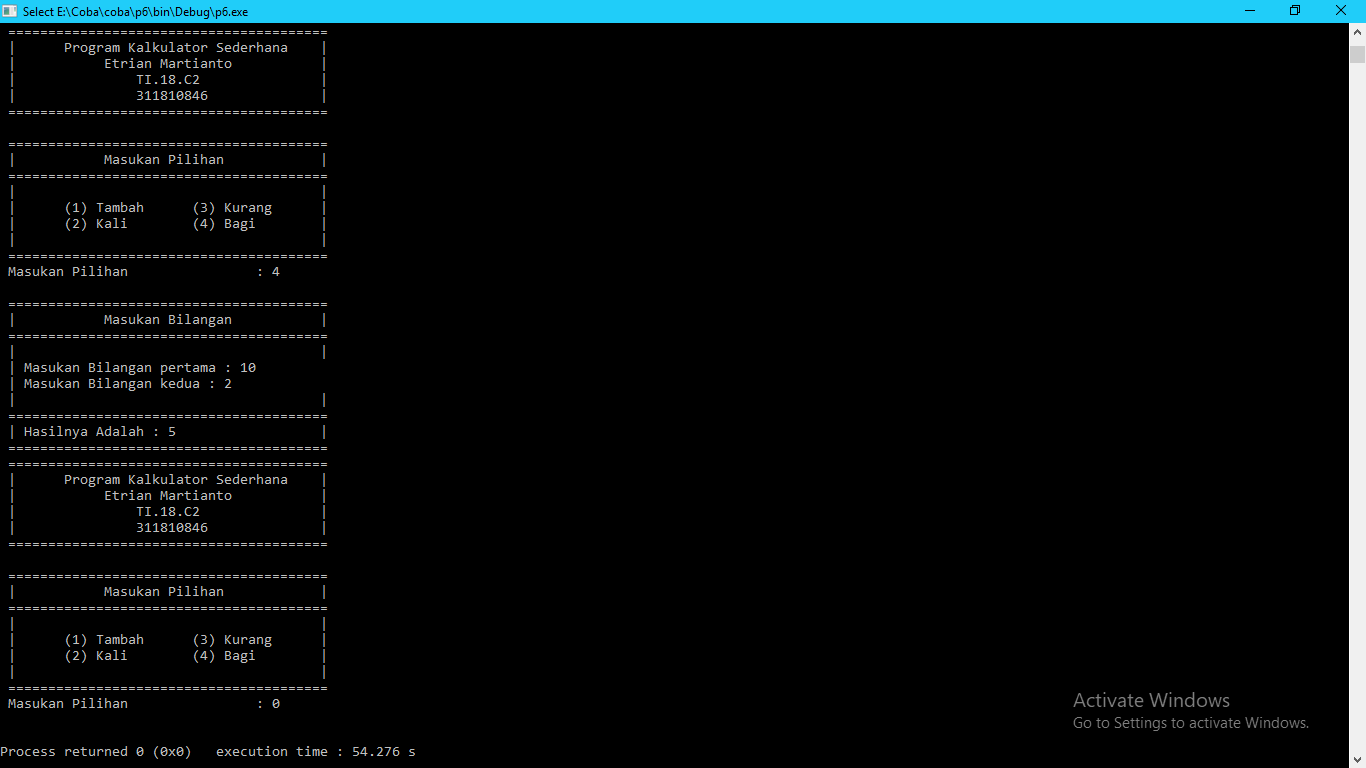 Select E:\Coba\coba\p6\bin\Debug\p6.exe
========================================
|      Program Kalkulator Sederhana    |
|           Etrian Martianto           |
|               TI.18.C2               |
|               311810846              |
========================================
========================================
|           Masukan Pilihan            |
========================================
|                                      |
|      (1) Tambah      (3) Kurang      |
|      (2) Kali        (4) Bagi        |
|                                      |
========================================
Masukan Pilihan                : 4
========================================
|           Masukan Bilangan           |
========================================
|                                      |
| Masukan Bilangan pertama : 10
| Masukan Bilangan kedua : 2
|                                      |
========================================
| Hasilnya Adalah : 5                  |
========================================
========================================
|      Program Kalkulator Sederhana    |
|           Etrian Martianto           |
|               TI.18.C2               |
|               311810846              |
========================================
========================================
|           Masukan Pilihan            |
========================================
|                                      |
|      (1) Tambah      (3) Kurang      |
|      (2) Kali        (4) Bagi        |
|                                      |
========================================
Masukan Pilihan                : 0
Process returned 0 (0x0)   execution time : 54.276 s
Activate Windows
Go to Settings to activate Windows.